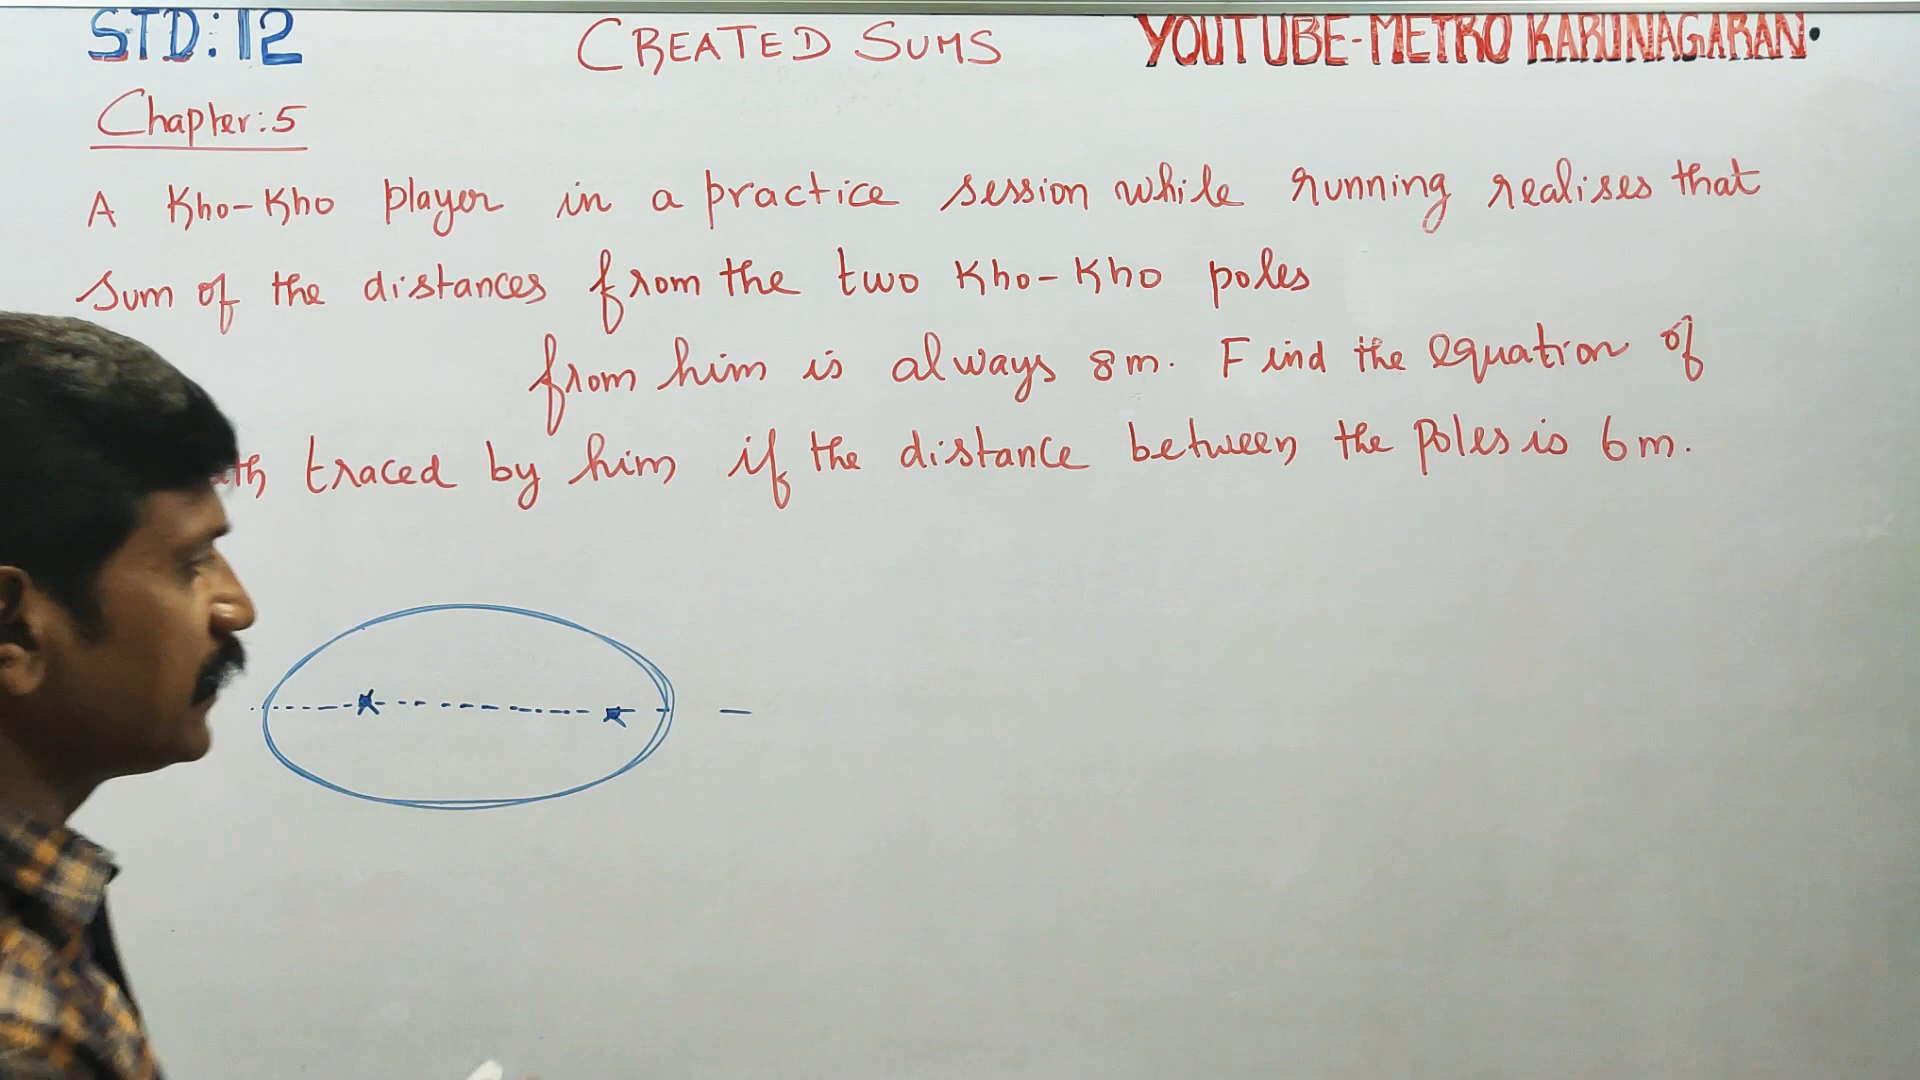 STD:12
CREATED SUMS
YOUTUBE-METRO KARUNAGARAN.
Chapter:5
A Kho-Kho player in a practice session while running realises that
Sum of the distances from the two Kho-Kho poles
from him is always 8m. Find the equation of
traced by him if the distance between the Poles is 6m.